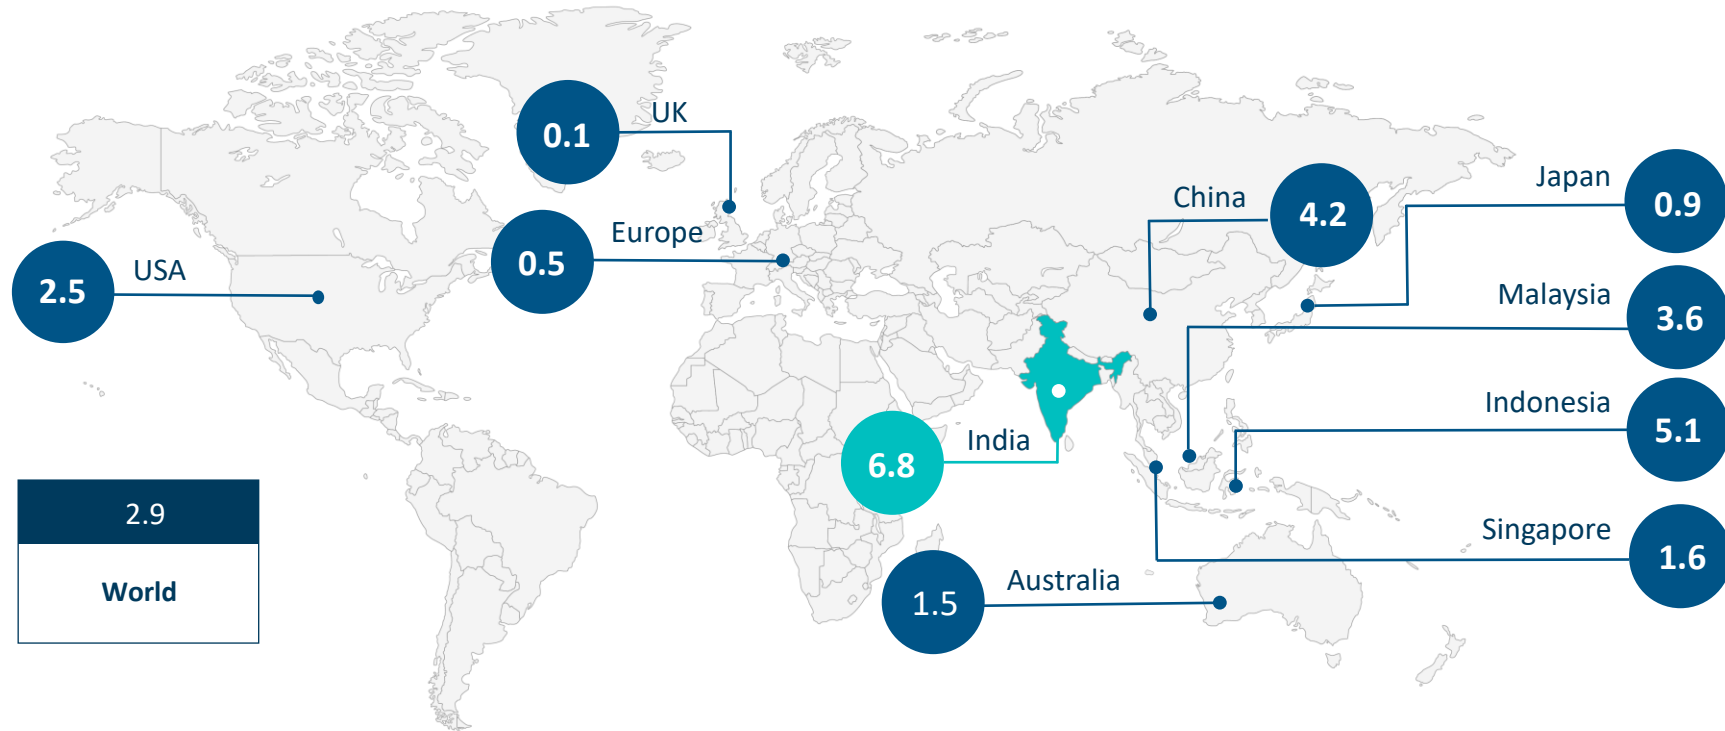 UK
0.1
Europe
0.5
USA
2.5
China
4.2
Japan
0.9
Malaysia
3.6
Indonesia
5.1
India
6.8
Singapore
1.6
Australia
1.5
2.9
World